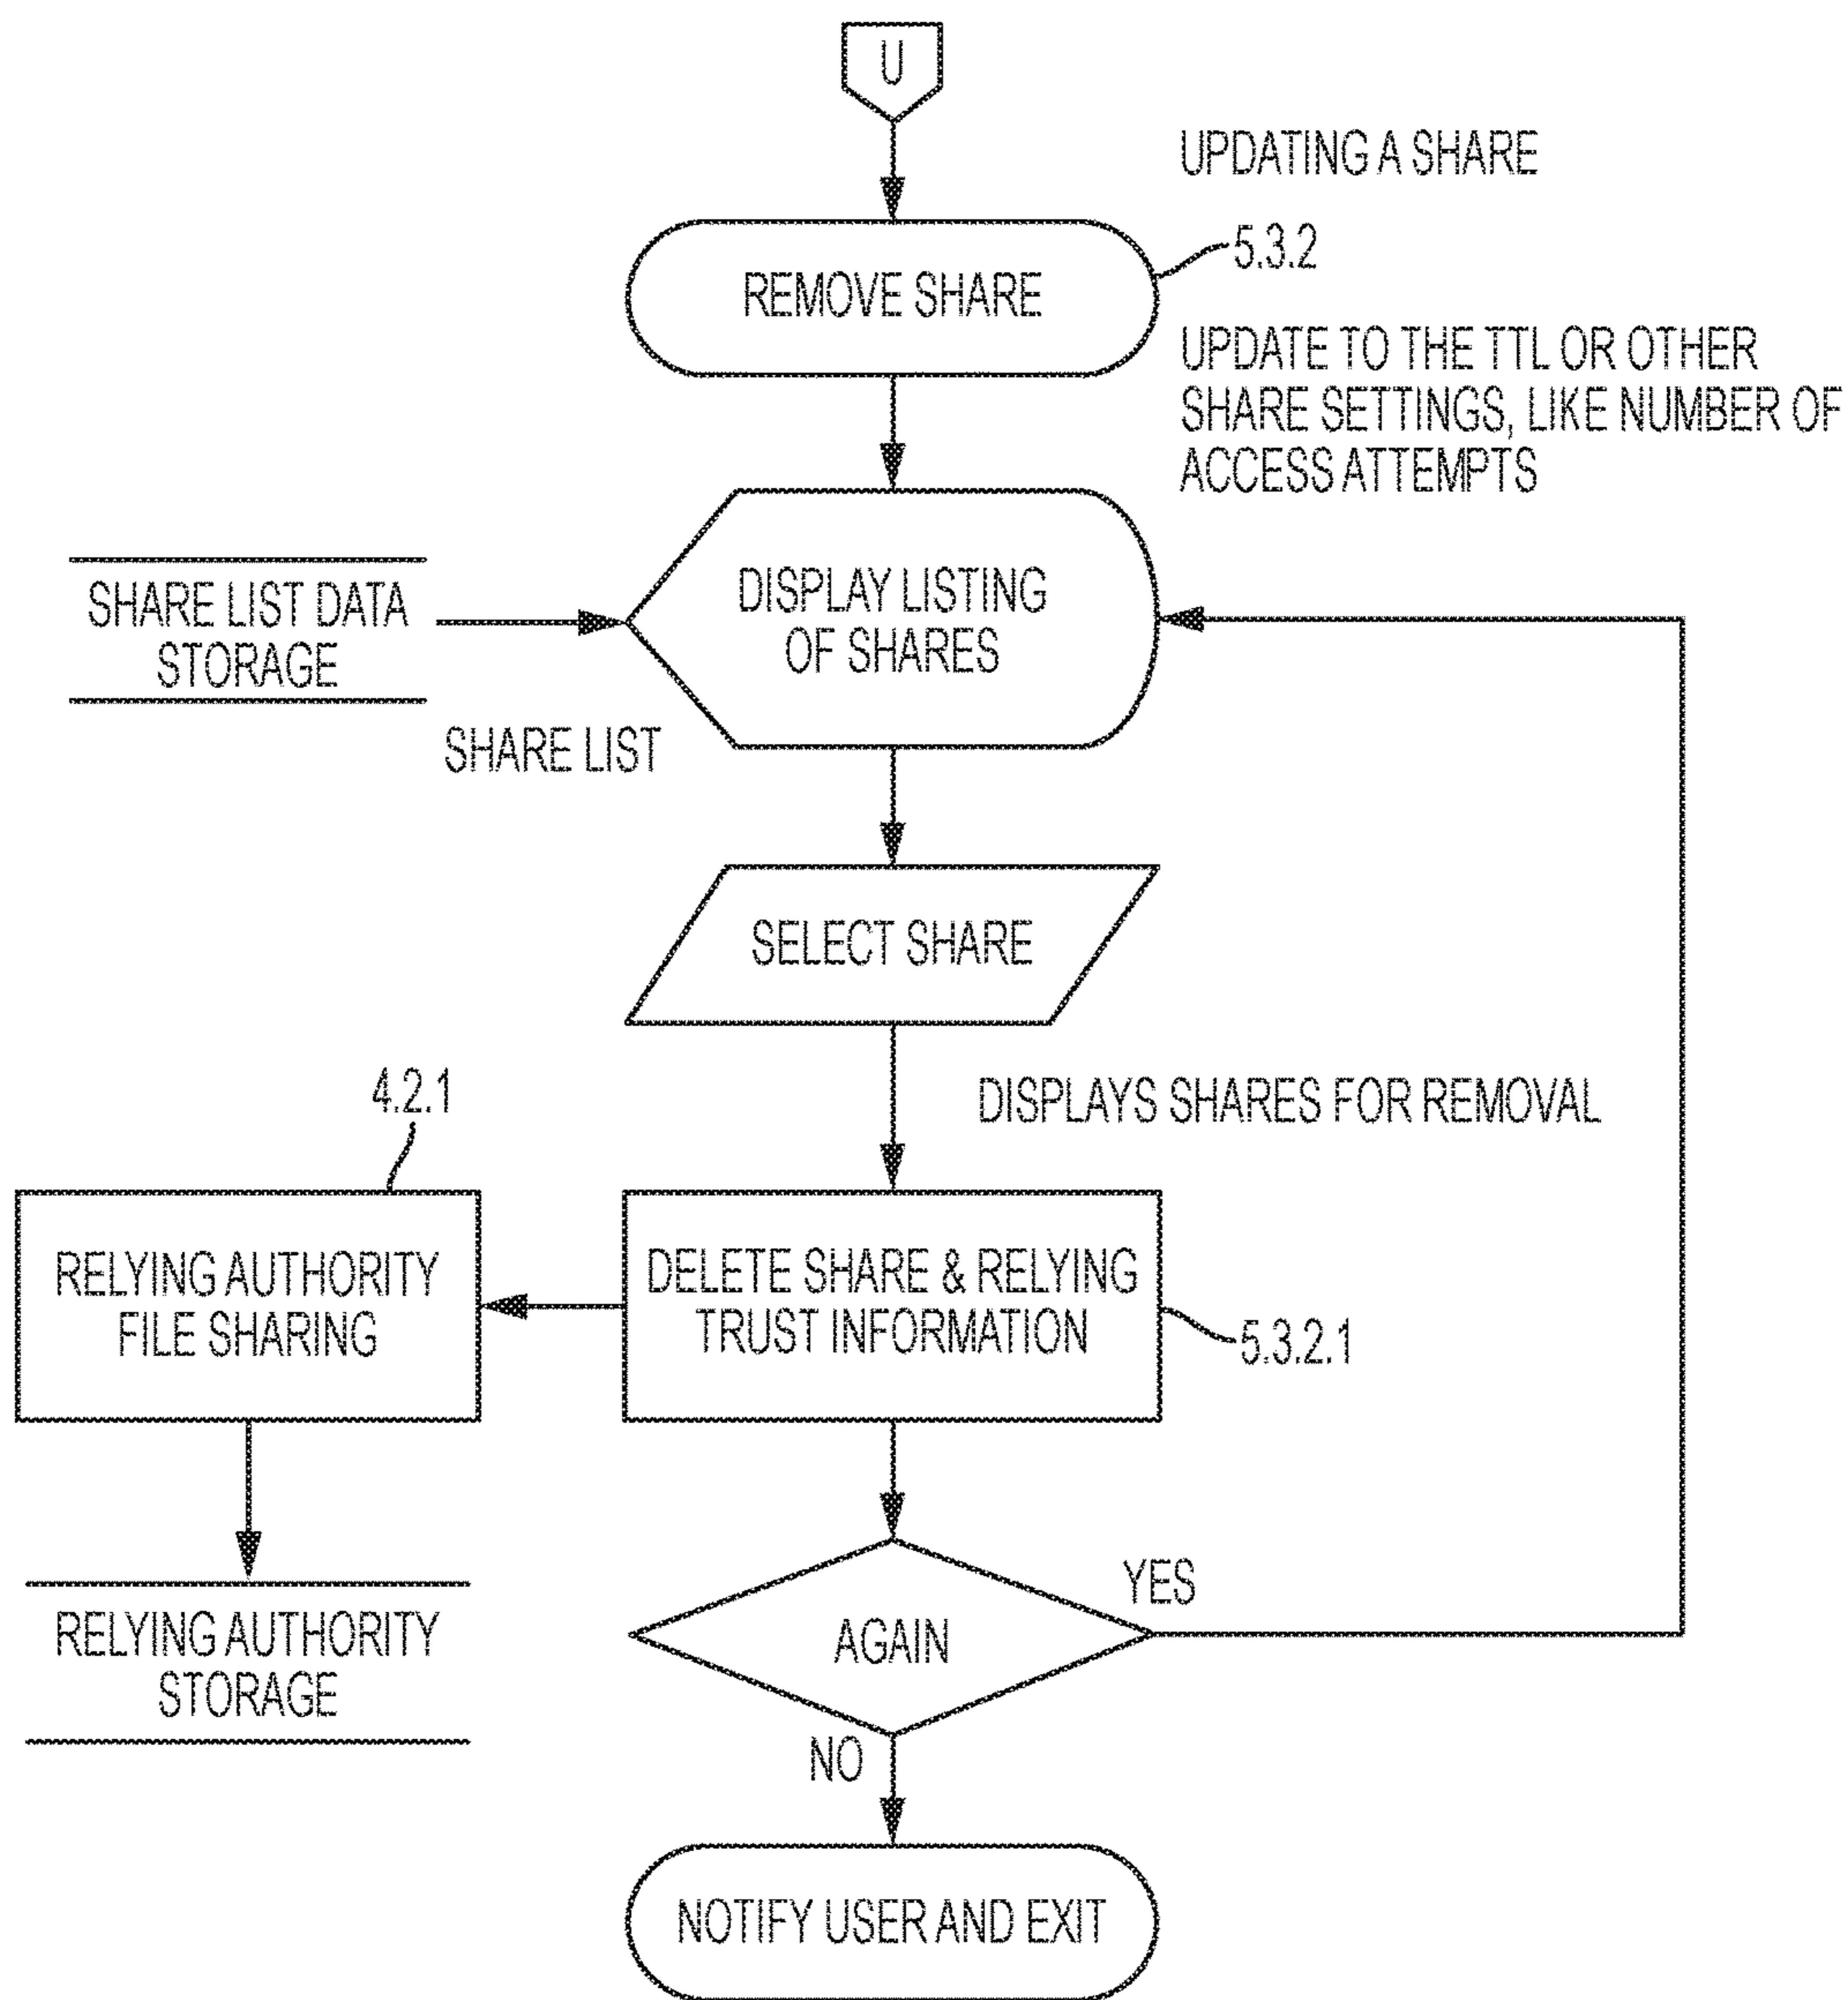 U
UPDATING A SHARE
5.3.2
REMOVE SHARE
UPDATE TO THE TTL OR OTHER
SHARE SETTINGS, LIKE NUMBER OF
ACCESS ATTEMPTS
DISPLAY LISTING
OF SHARES
SHARE LIST DATA
STORAGE
SHARE LIST
SELECT SHARE
DISPLAYS SHARES FOR REMOVAL
4.2.1
RELYING AUTHORITY
FILE SHARING
DELETE SHARE & RELYING
TRUST INFORMATION
5.3.2.1
YES
AGAIN
RELYING AUTHORITY
STORAGE
NO
NOTIFY USER AND EXIT